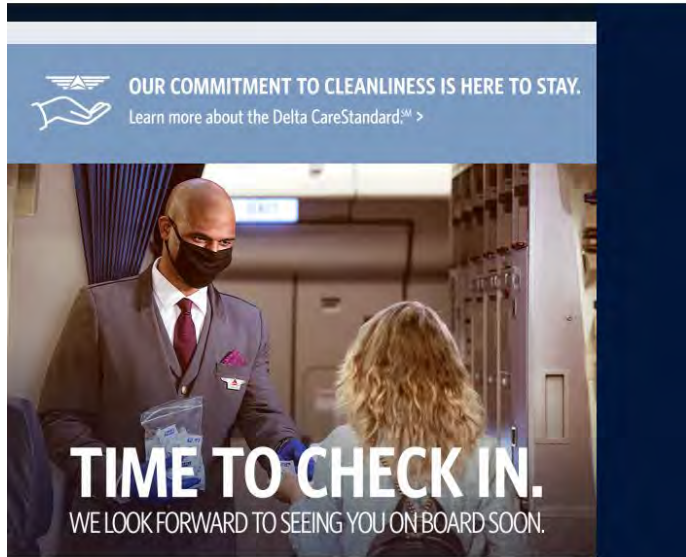 OUR COMMITMENT TO CLEANLINESS IS HERE TO STAY.
Learn more about the Delta CareStandard.℠ >
TIME TO CHECK IN.
WE LOOK FORWARD TO SEEING YOU ON BOARD SOON.